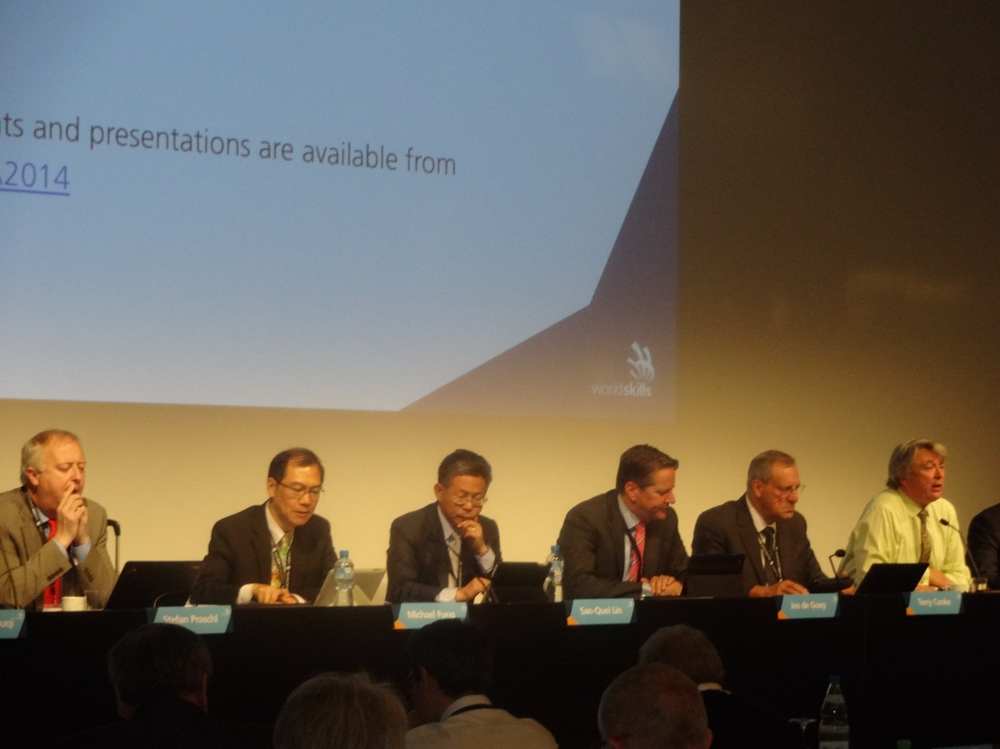 ts and presentations are available from
A2014
worldskills
Stefan Praschl
Michael Fung
San-Quei Lin
Jos de Goey
Terry Cooke